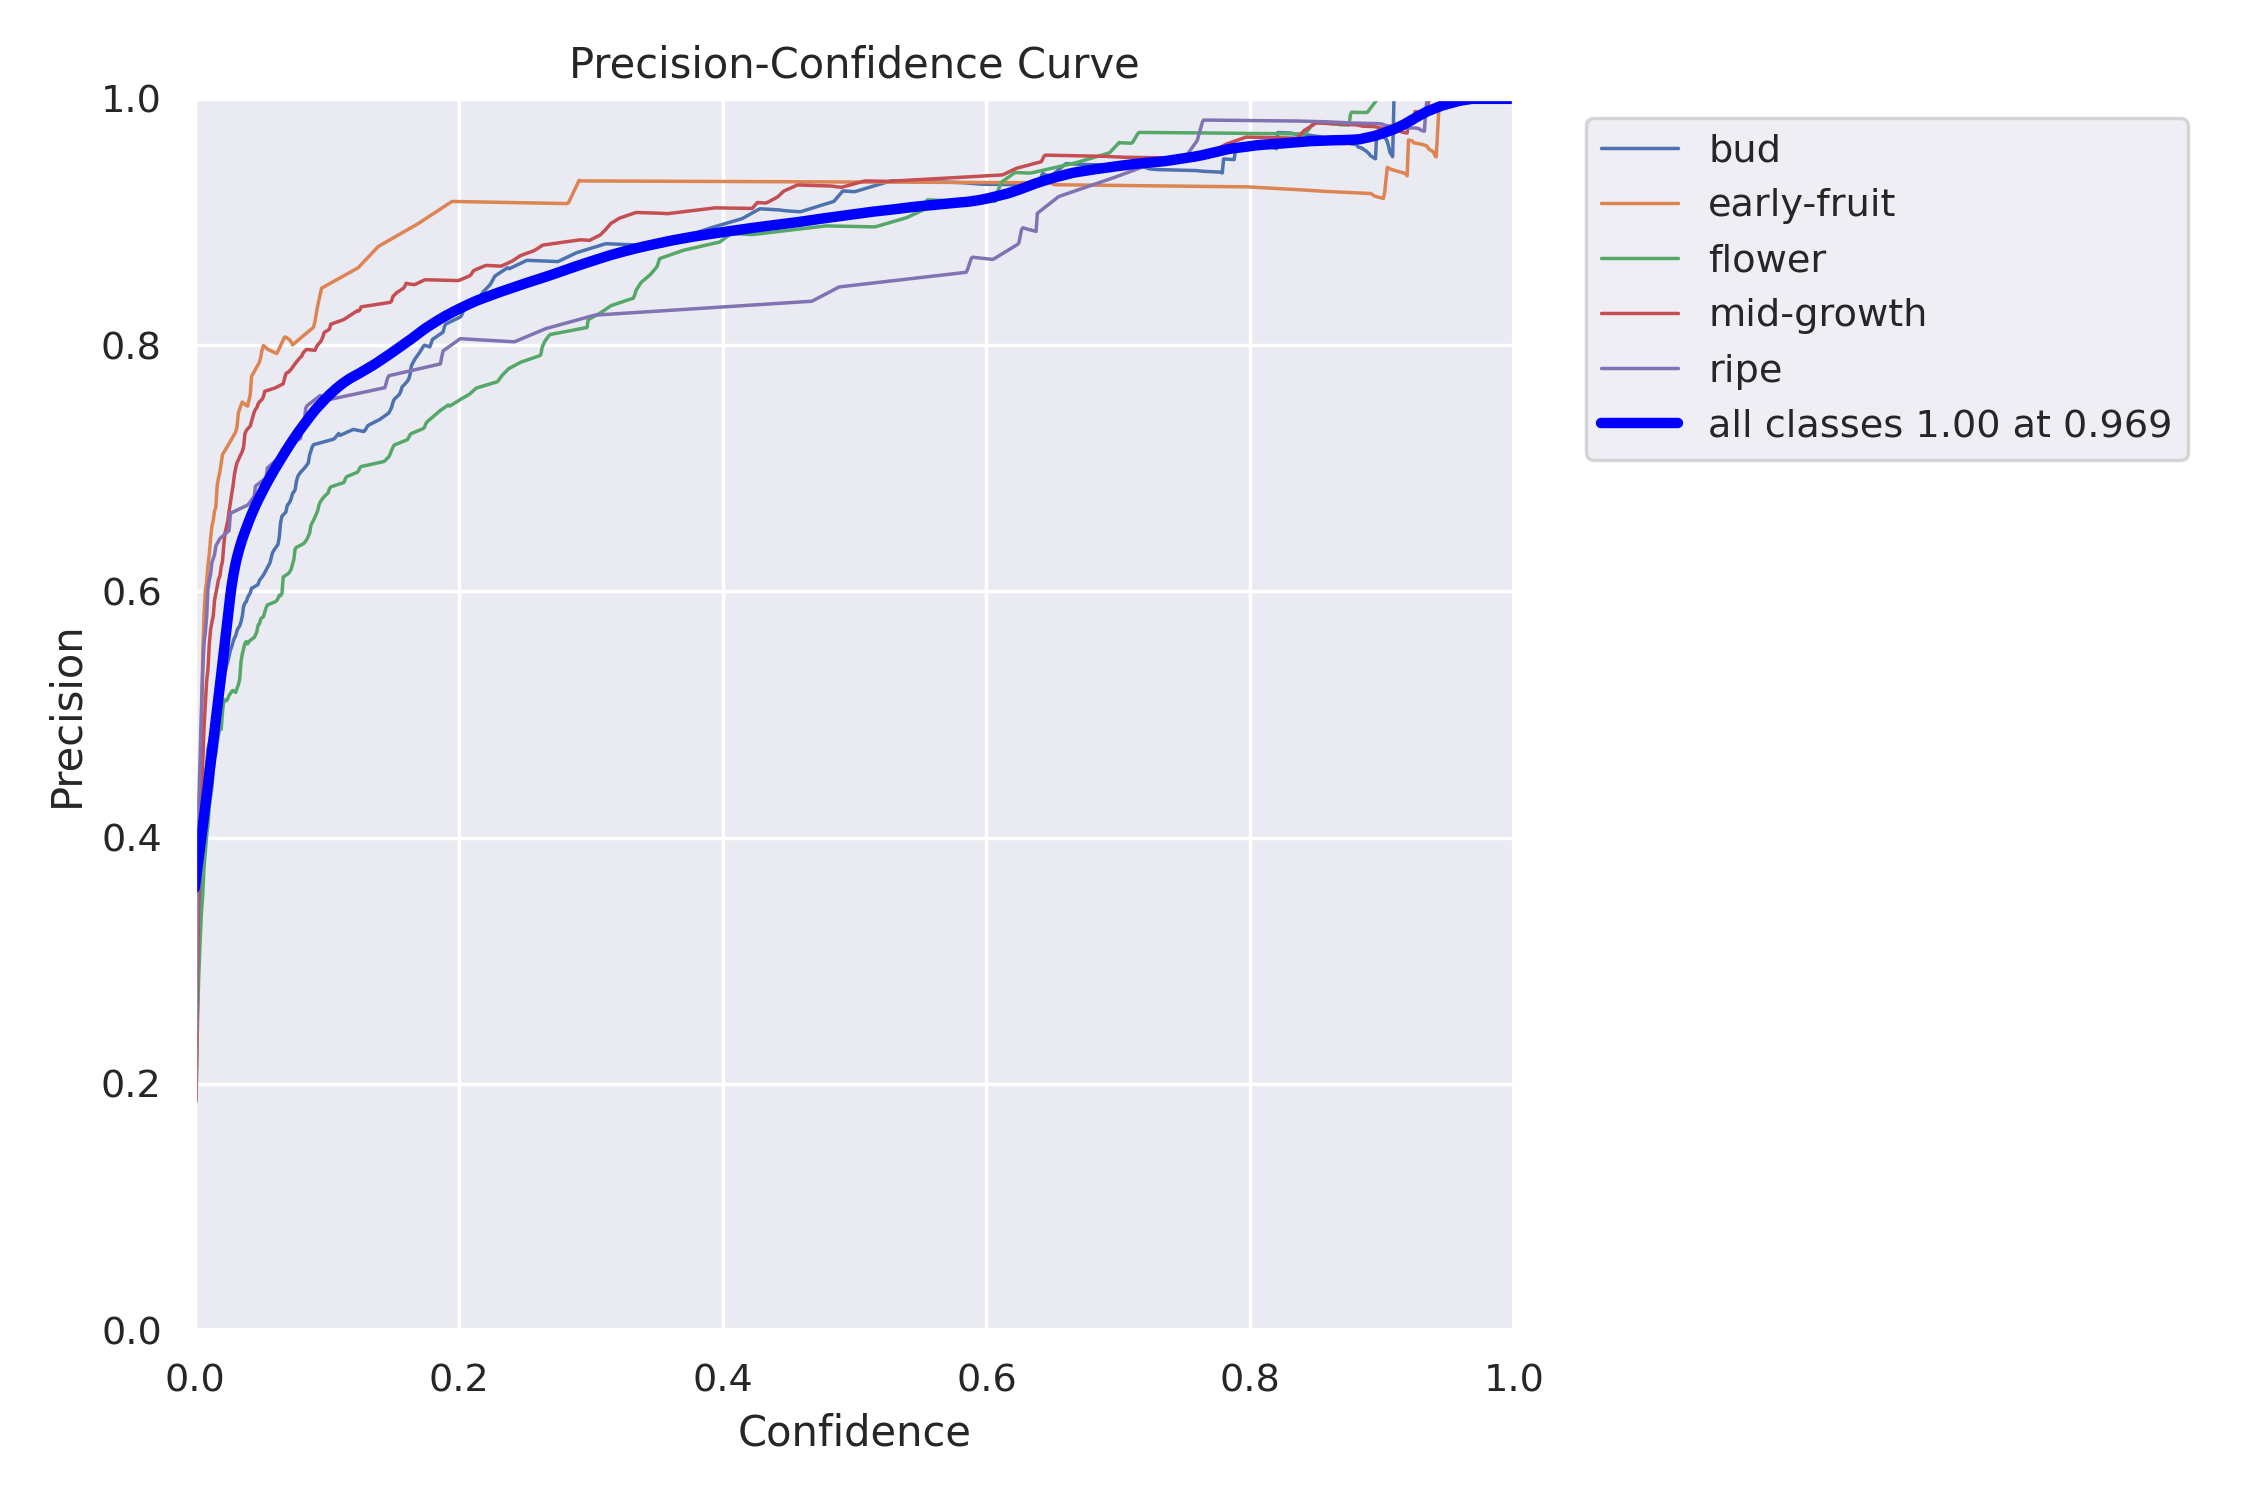 Precision-Confidence Curve
1.0
0.8
0.6
0.4
0.2
0.0
Precision
0.0 0.2 0.4 0.6 0.8 1.0
Confidence
bud
early-fruit
flower
mid-growth
ripe
all classes 1.00 at 0.969